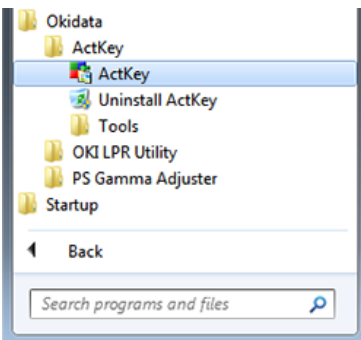 Okidata
ActKey
ActKey
Uninstall ActKey
Tools
OKI LPR Utility
PS Gamma Adjuster
Startup
Back
Search programs and files